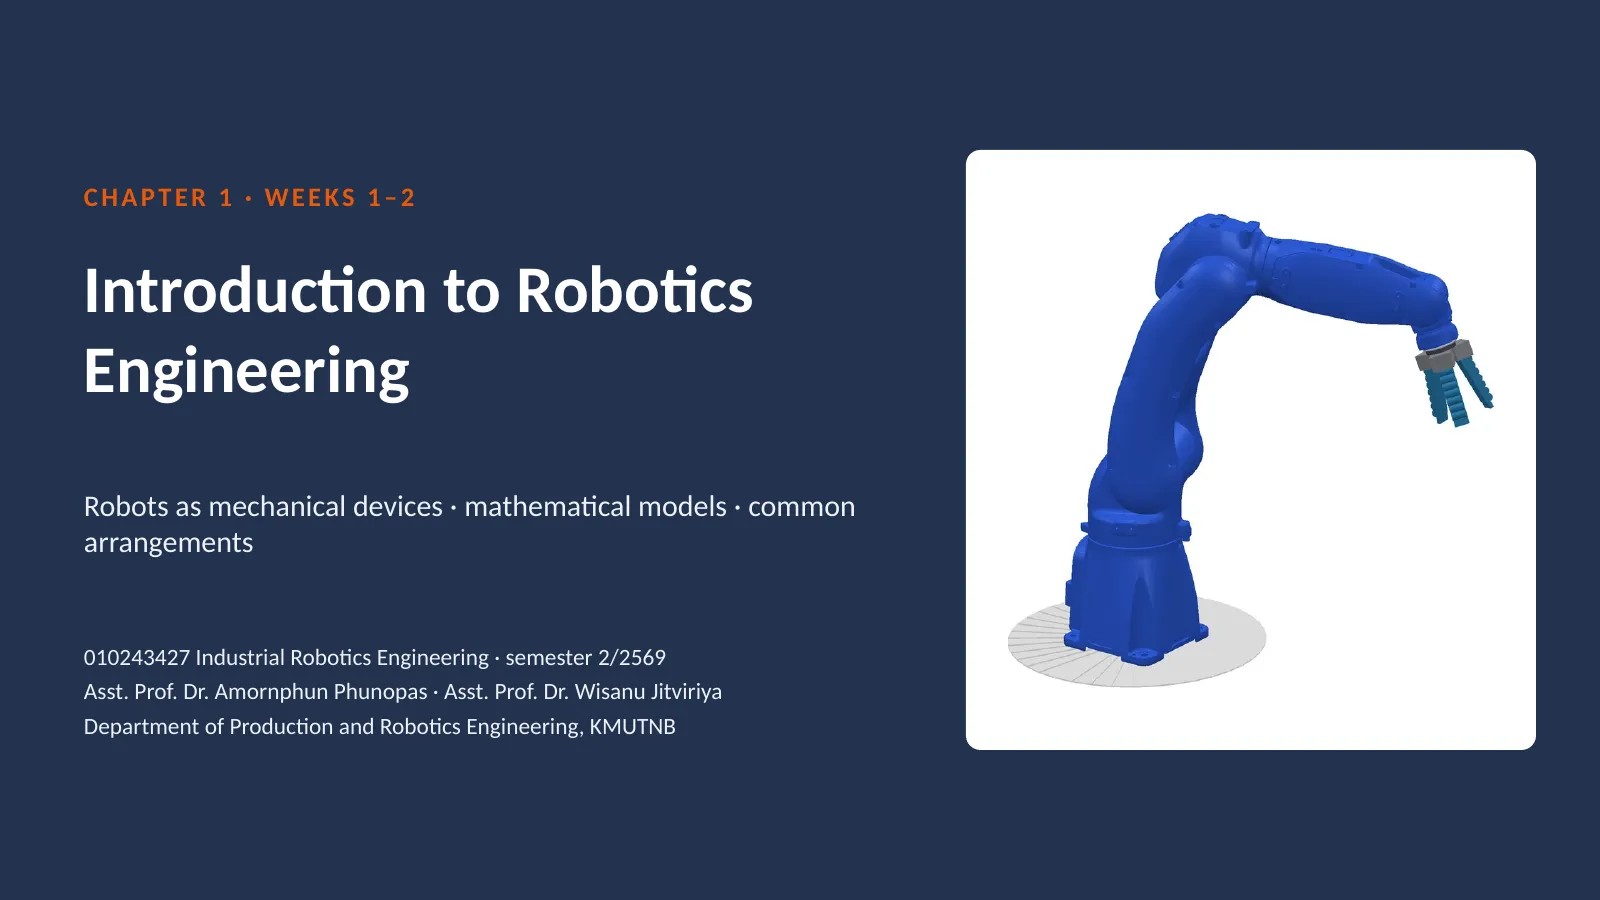 CHAPTER 1 · WEEKS 1–2
Introduction to Robotics
Engineering
Robots as mechanical devices · mathematical models · common
arrangements
010243427 Industrial Robotics Engineering · semester 2/2569
Asst. Prof. Dr. Amornphun Phunopas · Asst. Prof. Dr. Wisanu Jitviriya
Department of Production and Robotics Engineering, KMUTNB